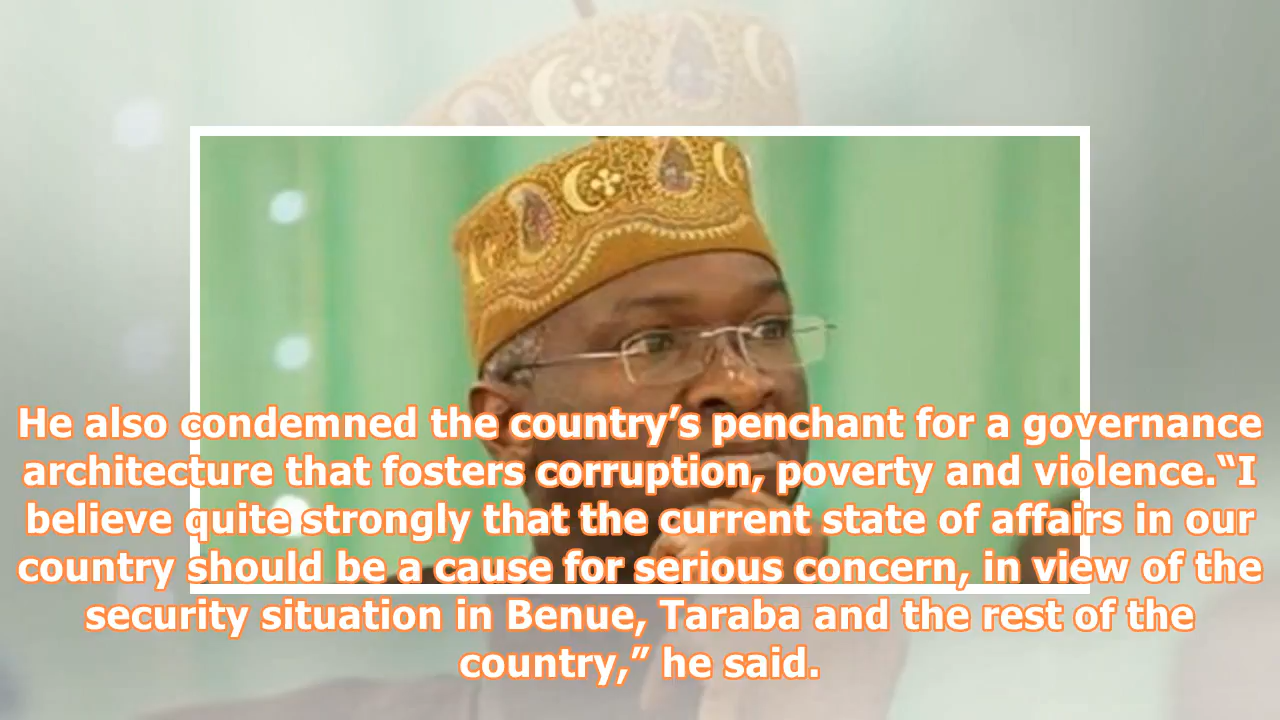 He also condemned the country’s penchant for a governance
architecture that fosters corruption, poverty and violence.“I
believe quite strongly that the current state of affairs in our
country should be a cause for serious concern, in view of the
security situation in Benue, Taraba and the rest of the
country,” he said.